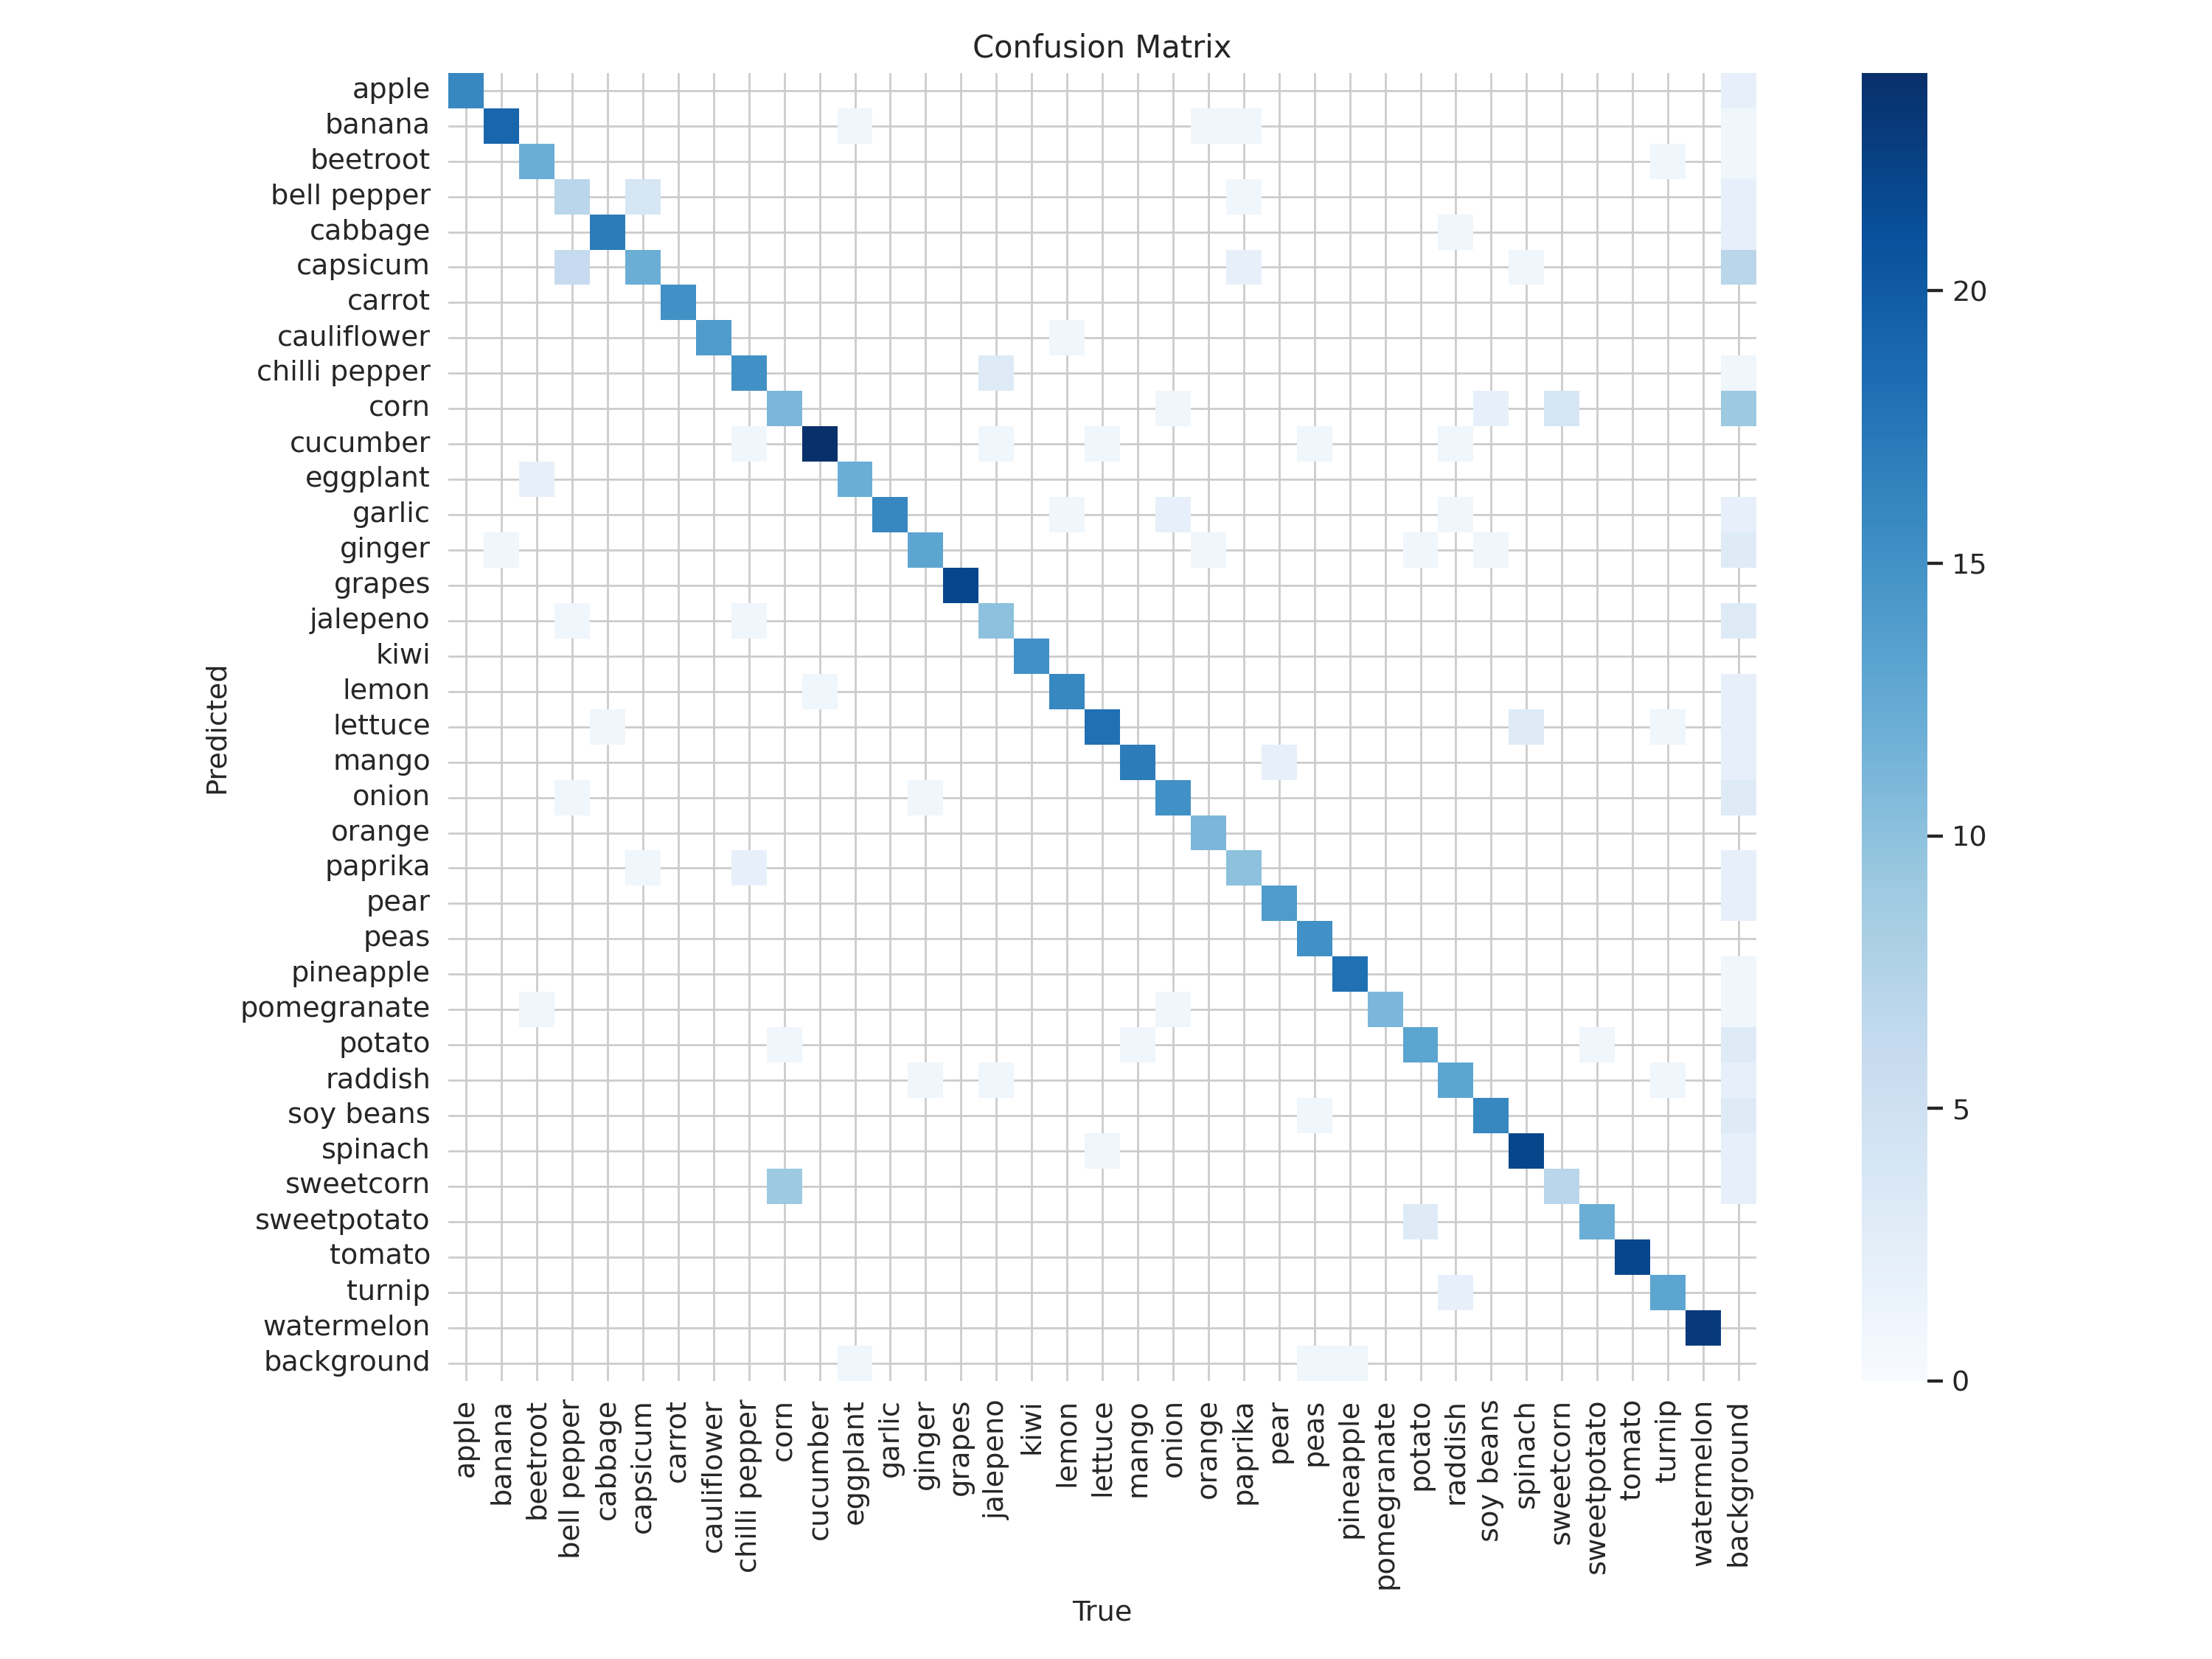 Confusion Matrix
apple
banana
beetroot
bell pepper
cabbage
capsicum
carrot
cauliflower
chilli pepper
corn
cucumber
eggplant
garlic
ginger
grapes
jalepeno
kiwi
lemon
lettuce
mango
onion
orange
paprika
pear
peas
pineapple
pomegranate
potato
raddish
soy beans
spinach
sweetcorn
sweetpotato
tomato
turnip
watermelon
background
Predicted
apple
banana
beetroot
bell pepper
cabbage
capsicum
carrot
cauliflower
chilli pepper
corn
cucumber
eggplant
garlic
ginger
grapes
jalepeno
kiwi
lemon
lettuce
mango
onion
orange
paprika
pear
peas
pineapple
pomegranate
potato
raddish
soy beans
spinach
sweetcorn
sweetpotato
tomato
turnip
watermelon
background
True
20
15
10
5
0